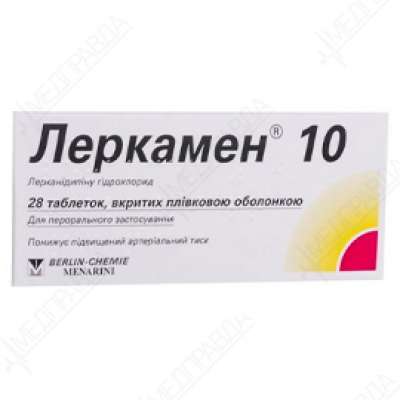 Леркамен® 10
Лерканідипіну гідрохлорид
28 таблеток, вкритих плівковою оболонкою
Для перорального застосування
Понижує підвищений артеріальний тиск
BERLIN-CHEMIE
MENARINI
МЕДПРАВДА